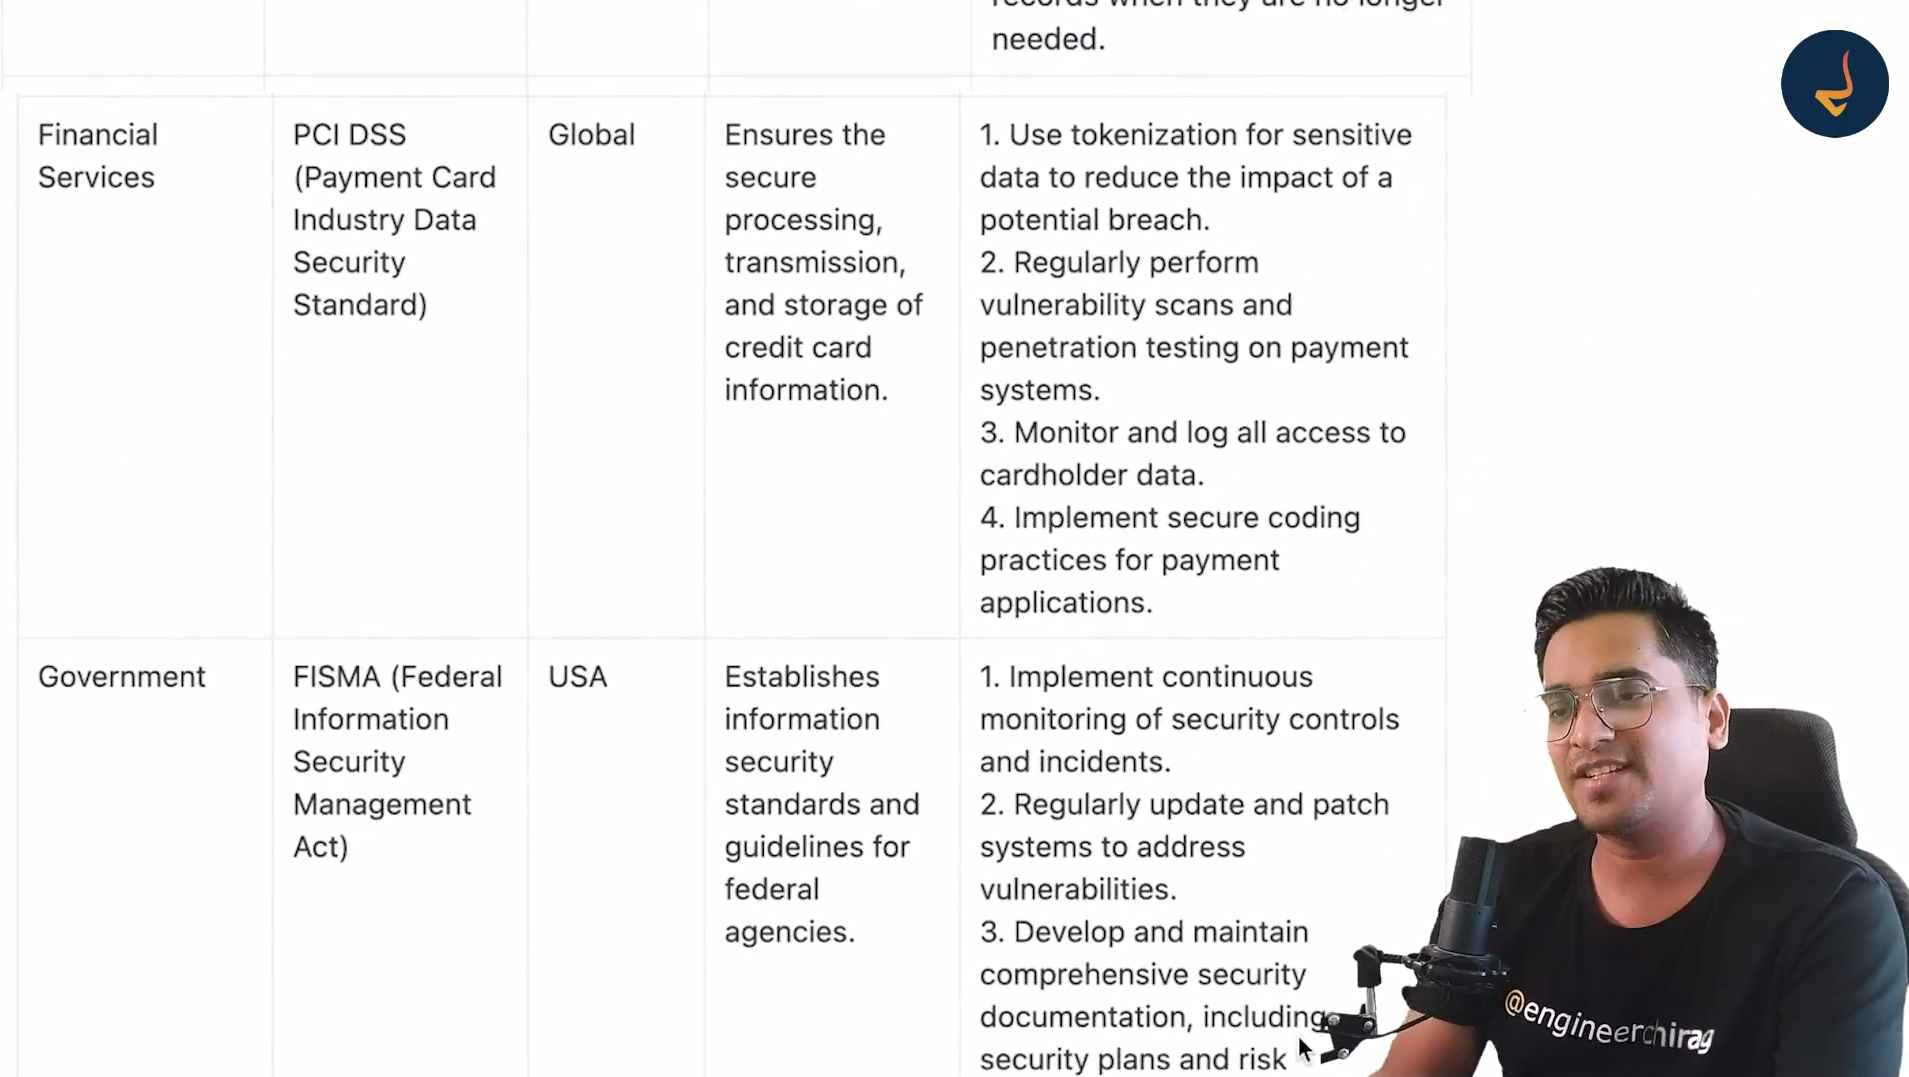 needed.
Financial
Services
PCI DSS
(Payment Card
Industry Data
Security
Standard)
Global
Ensures the
secure
processing,
transmission,
and storage of
credit card
information.
1. Use tokenization for sensitive
data to reduce the impact of a
potential breach.
2. Regularly perform
vulnerability scans and
penetration testing on payment
systems.
3. Monitor and log all access to
cardholder data.
4. Implement secure coding
practices for payment
applications.
Government
FISMA (Federal
Information
Security
Management
Act)
USA
Establishes
information
security
standards and
guidelines for
federal
agencies.
1. Implement continuous
monitoring of security controls
and incidents.
2. Regularly update and patch
systems to address
vulnerabilities.
3. Develop and maintain
comprehensive security
documentation, including
security plans and risk
@engineerchirag